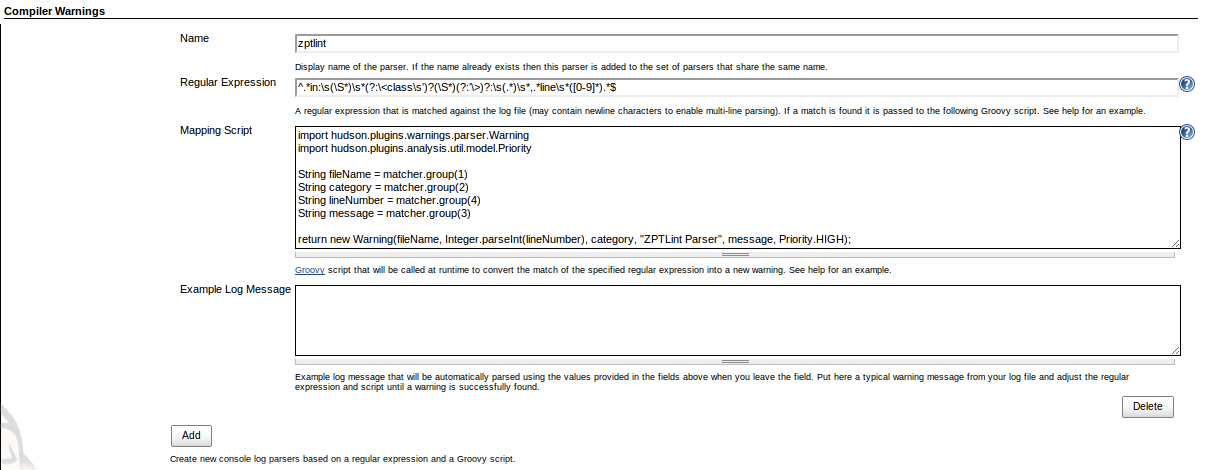 Compiler Warnings
Name
zptlint
Display name of the parser. If the name already exists then this parser is added to the set of parsers that share the same name.
Regular Expression
^.*in:\s(\S*)\s*(?:\<class\s')?(\S*)(?:'\>)?:\s(.*)\s*,.*line\s*([0-9]*).*$
A regular expression that is matched against the log file (may contain newline characters to enable multi-line parsing). If a match is found it is passed to the following Groovy script. See help for an example.
Mapping Script
import hudson.plugins.warnings.parser.Warning
import hudson.plugins.analysis.util.model.Priority
String fileName = matcher.group(1)
String category = matcher.group(2)
String lineNumber = matcher.group(4)
String message = matcher.group(3)
return new Warning(fileName, Integer.parseInt(lineNumber), category, "ZPTLint Parser", message, Priority.HIGH);
Groovy script that will be called at runtime to convert the match of the specified regular expression into a new warning. See help for an example.
Example Log Message
Example log message that will be automatically parsed using the values provided in the fields above when you leave the field. Put here a typical warning message from your log file and adjust the regular
expression and script until a warning is successfully found.
Delete
Add
Create new console log parsers based on a regular expression and a Groovy script.